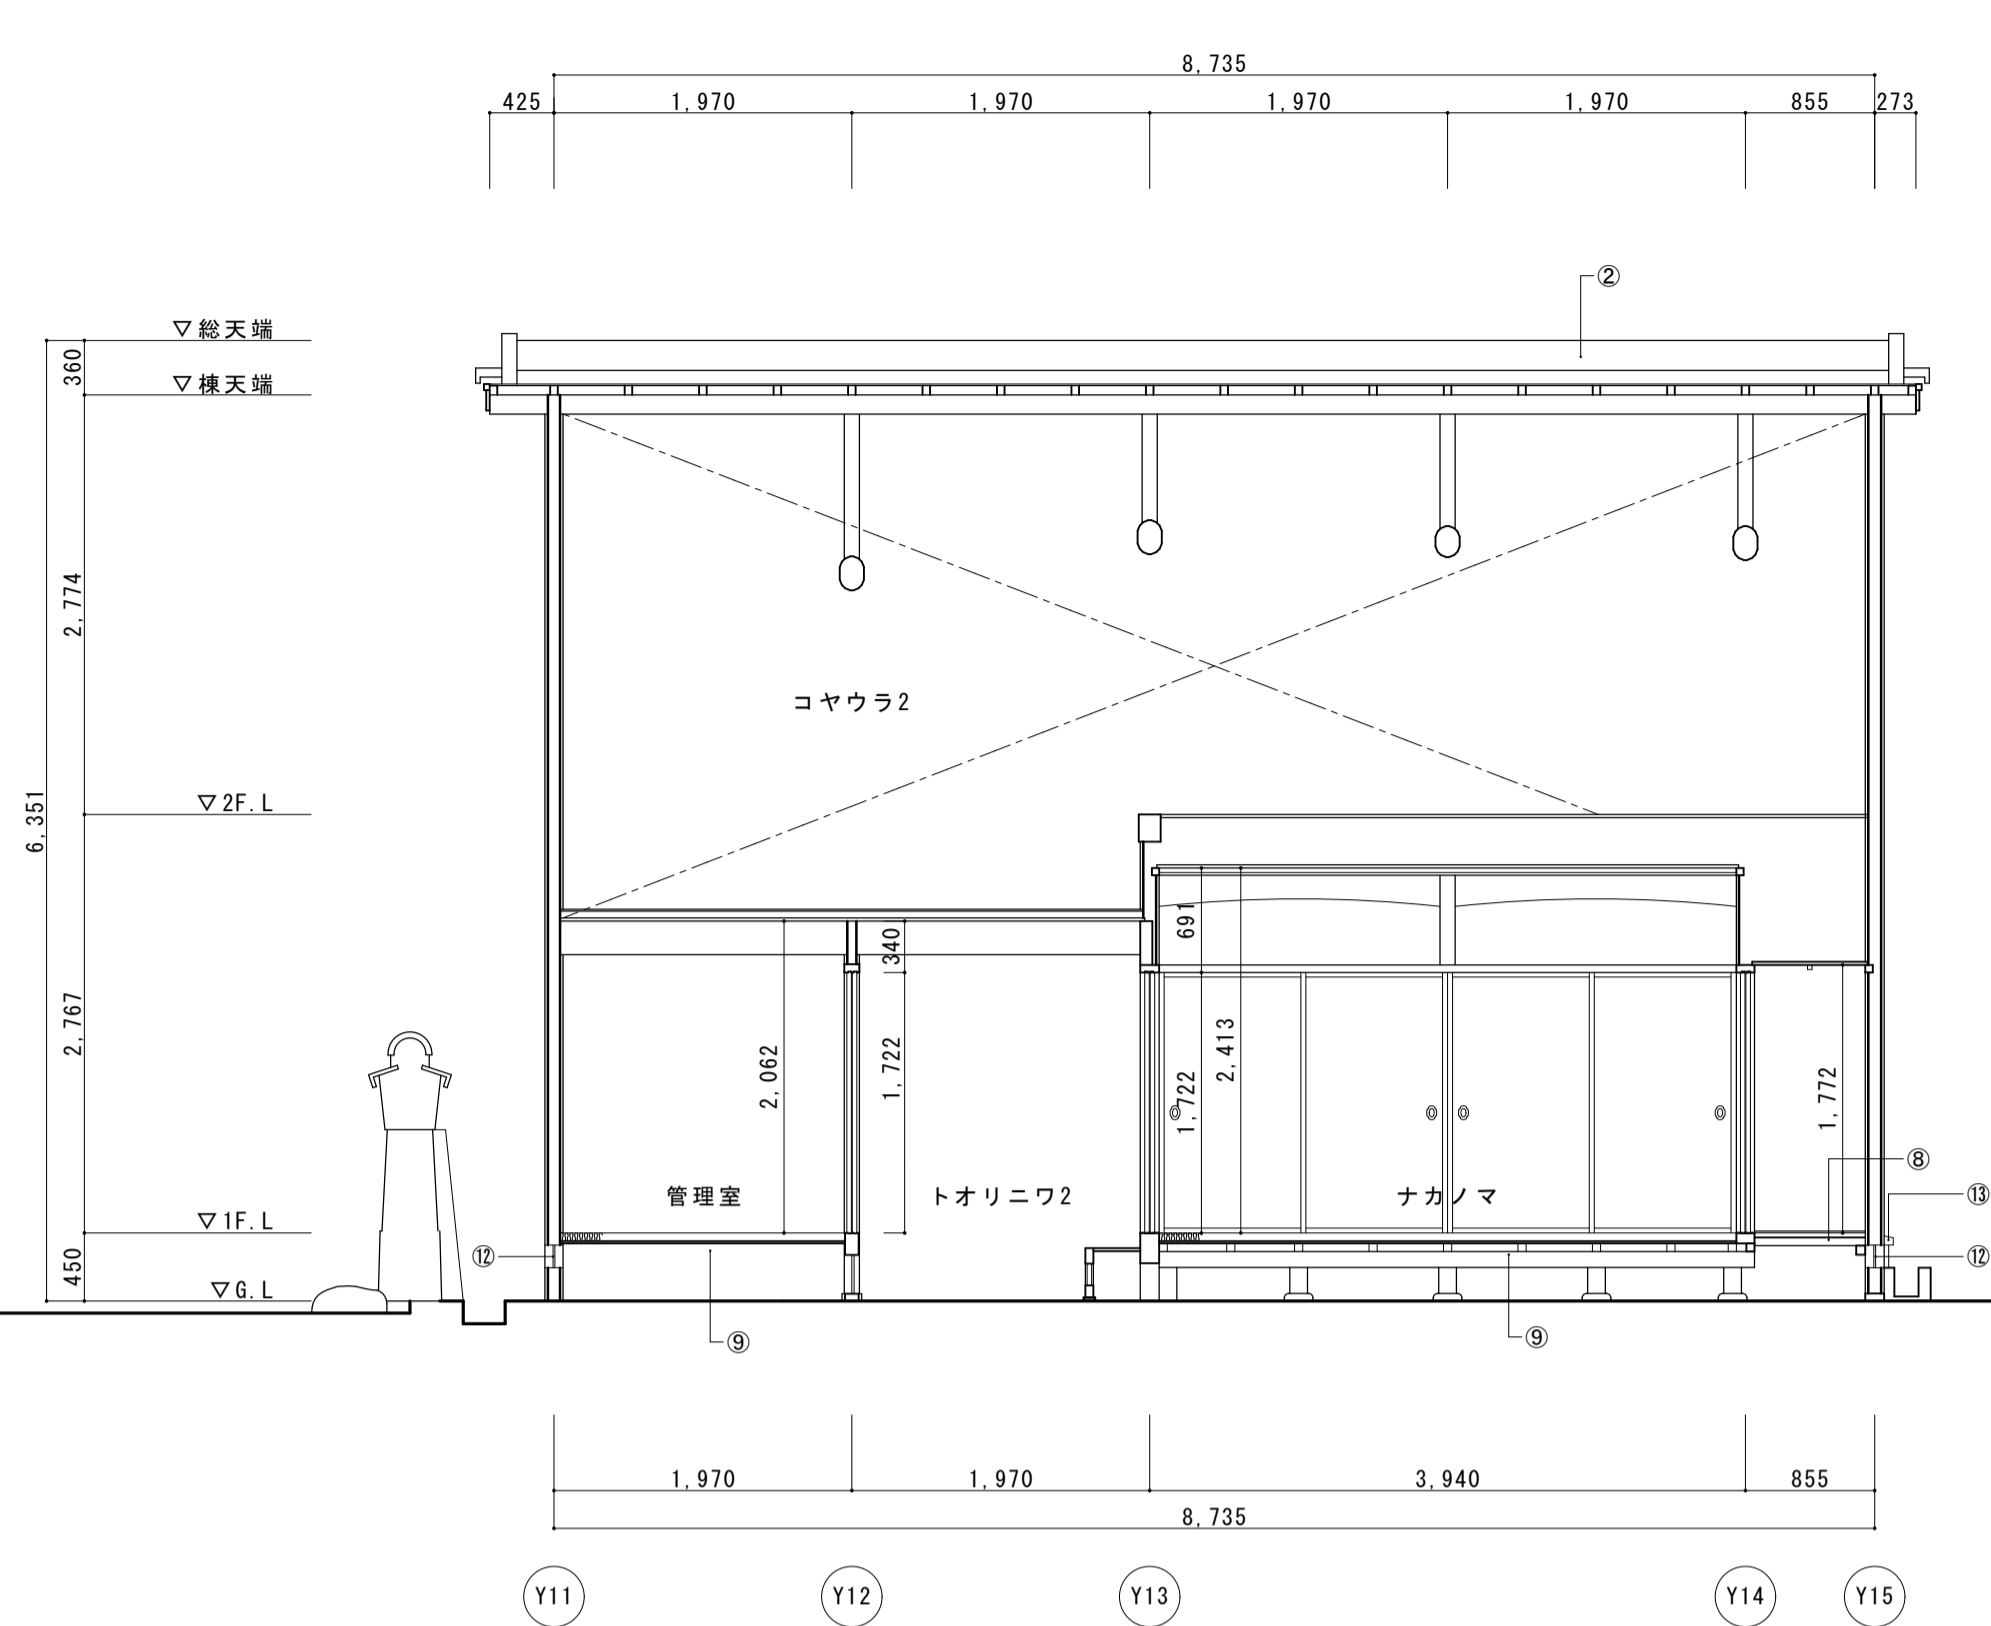 8,735
425 1,970 1,970 1,970 1,970 855 273
②
▽総天端
360
▽棟天端
2,774
コヤウラ2
6,351
▽2F.L
691
340
2,767
2,062
1,722
1,722
2,413
1,772
⑧
管理室 トオリニワ2 ナカノマ
⑬
▽1F.L
⑫ ⑫
450
▽G.L
⑨ ⑨
1,970 1,970 3,940 855
8,735
Y11 Y12 Y13 Y14 Y15